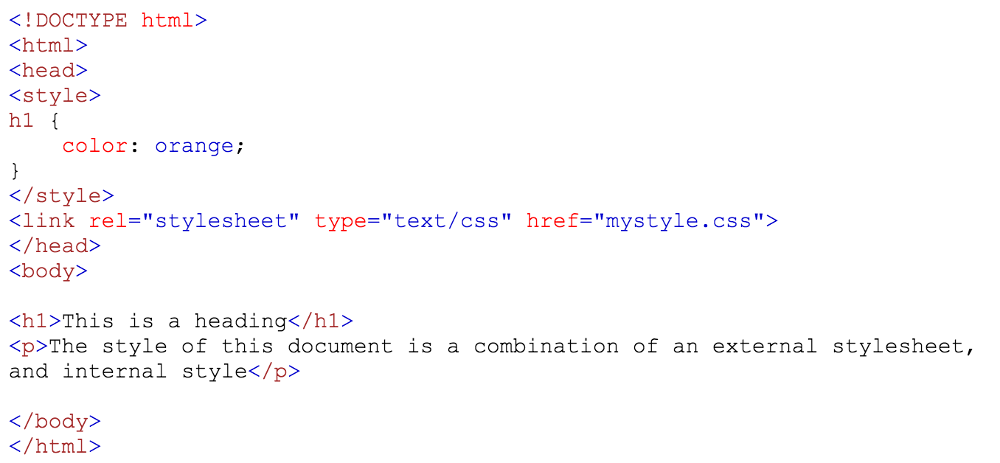 <!DOCTYPE html>
<html>
<head>
<style>
h1 {
    color: orange;
}
</style>
<link rel="stylesheet" type="text/css" href="mystyle.css">
</head>
<body>

<h1>This is a heading</h1>
<p>The style of this document is a combination of an external stylesheet,
and internal style</p>

</body>
</html>